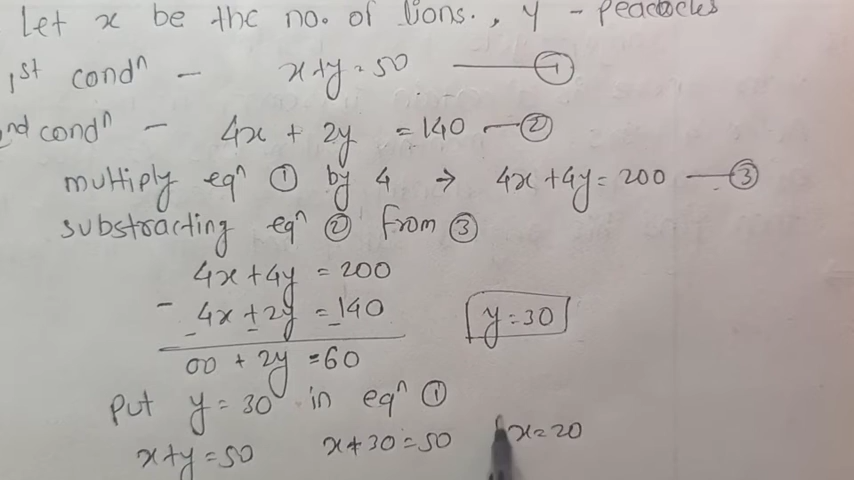 Let x be the no. of lions., y - Peacocks
1st condn - x+y=50 — ①
2nd condn - 4x + 2y = 140 — ②
multiply eqn ① by 4 → 4x+4y=200 — ③
substracting eqn ② from ③
4x+4y = 200
- 4x+2y = 140
y=30
00 + 2y = 60
Put y=30 in eqn ①
x+y=50 x+30=50 x=20